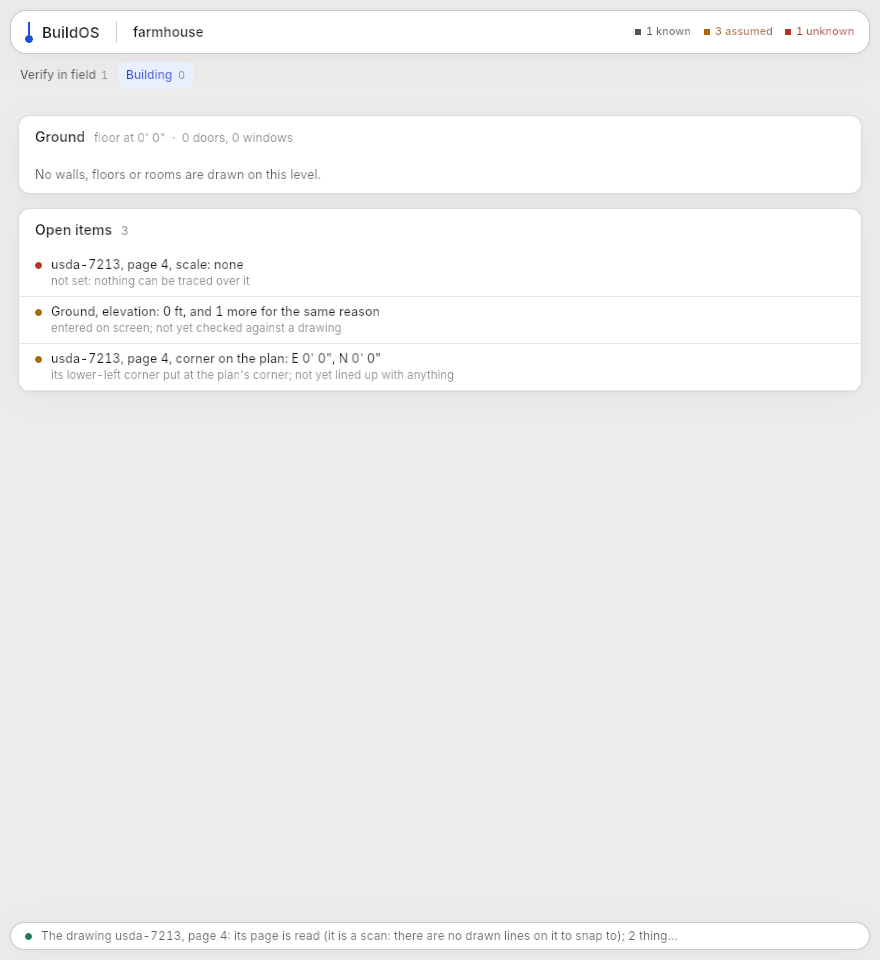 BuildOS farmhouse 1 known 3 assumed 1 unknown
Verify in field 1 Building 0
Ground floor at 0' 0" · 0 doors, 0 windows
No walls, floors or rooms are drawn on this level.
Open items 3
usda-7213, page 4, scale: none
not set: nothing can be traced over it
Ground, elevation: 0 ft, and 1 more for the same reason
entered on screen; not yet checked against a drawing
usda-7213, page 4, corner on the plan: E 0' 0", N 0' 0"
its lower-left corner put at the plan's corner; not yet lined up with anything
The drawing usda-7213, page 4: its page is read (it is a scan: there are no drawn lines on it to snap to); 2 thing...